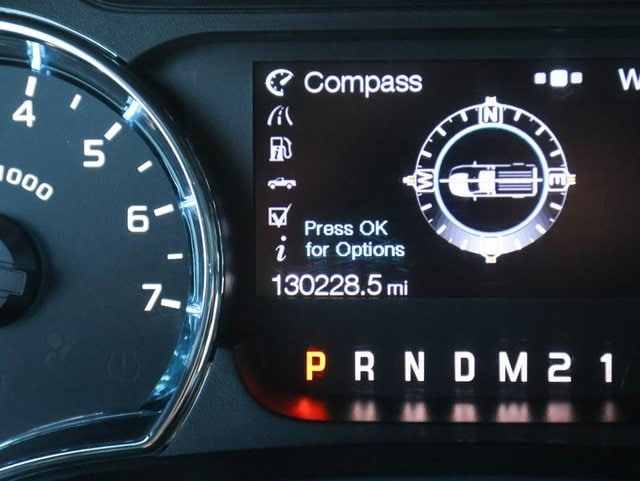 Compass
W
N
W
E
Press OK
for Options
130228.5 mi
4
5
6
7
1000
P R N D M 2 1